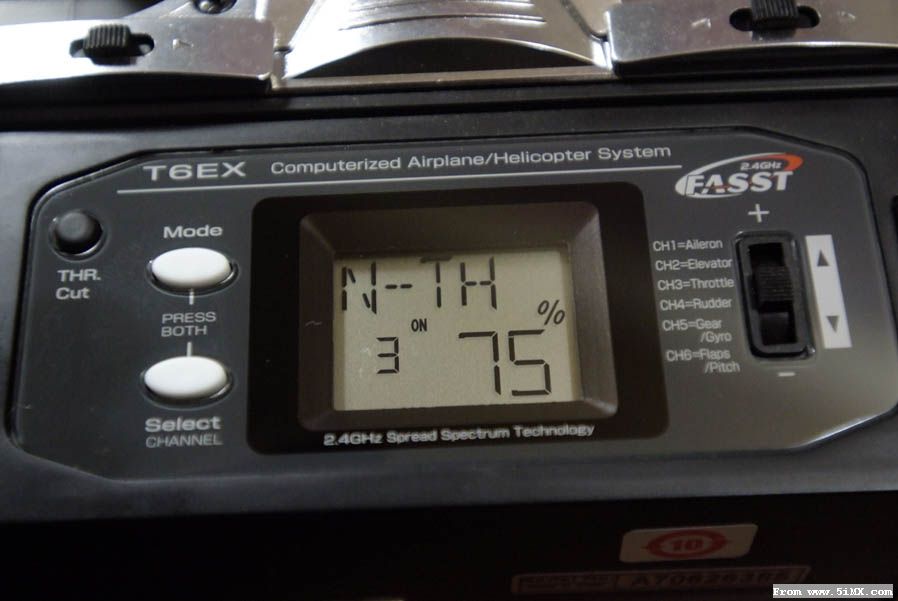 T6EX Computerized Airplane/Helicopter System
2.4GHz
FASST
Mode
THR.
Cut
PRESS
BOTH
Select
CHANNEL
N-TH
ON
%
3 75
2.4GHz Spread Spectrum Technology
+
CH1=Aileron
CH2=Elevator
CH3=Throttle
CH4=Rudder
CH5=Gear
/Gyro
CH6=Flaps
/Pitch
−
10
From www.5iMX.com